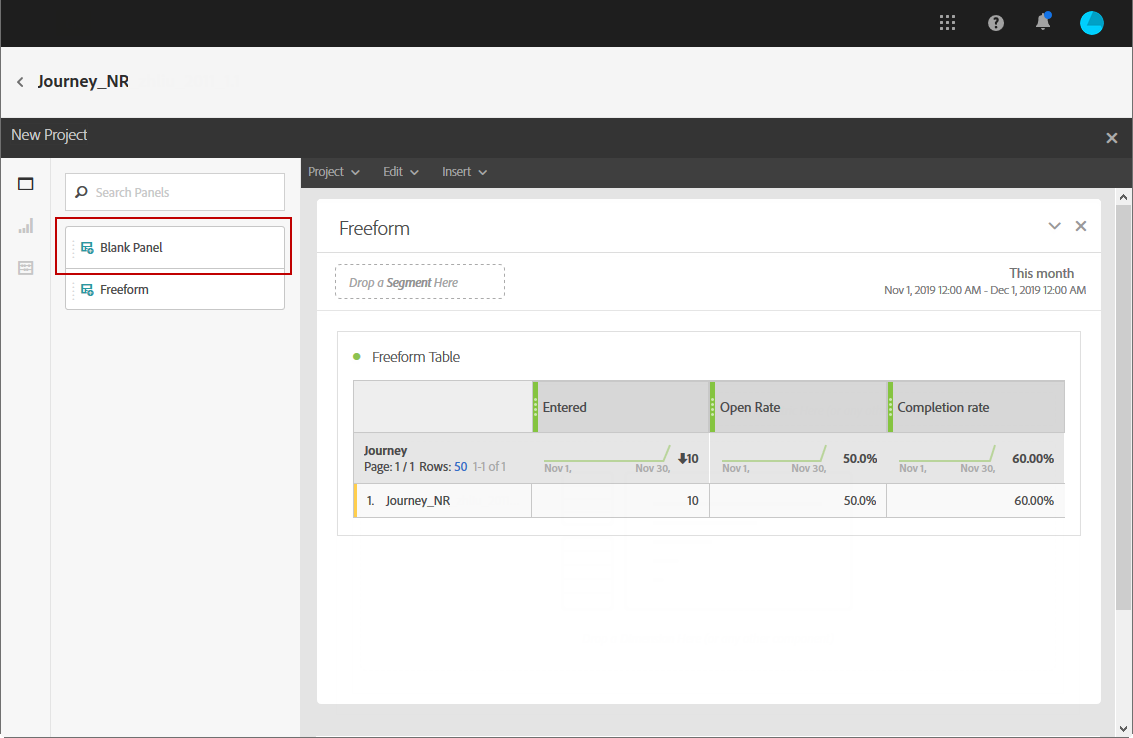 Journey_NR
New Project
Project
Edit
Insert
Search Panels
Blank Panel
Freeform
Freeform
Drop a Segment Here
This month
Nov 1, 2019 12:00 AM - Dec 1, 2019 12:00 AM
Freeform Table
Entered
Open Rate
Completion rate
Journey
Page: 1 / 1 Rows: 50 1-1 of 1
Nov 1,
Nov 30,
10
Nov 1,
Nov 30,
50.0%
Nov 1,
Nov 30,
60.00%
1. Journey_NR
10
50.0%
60.00%